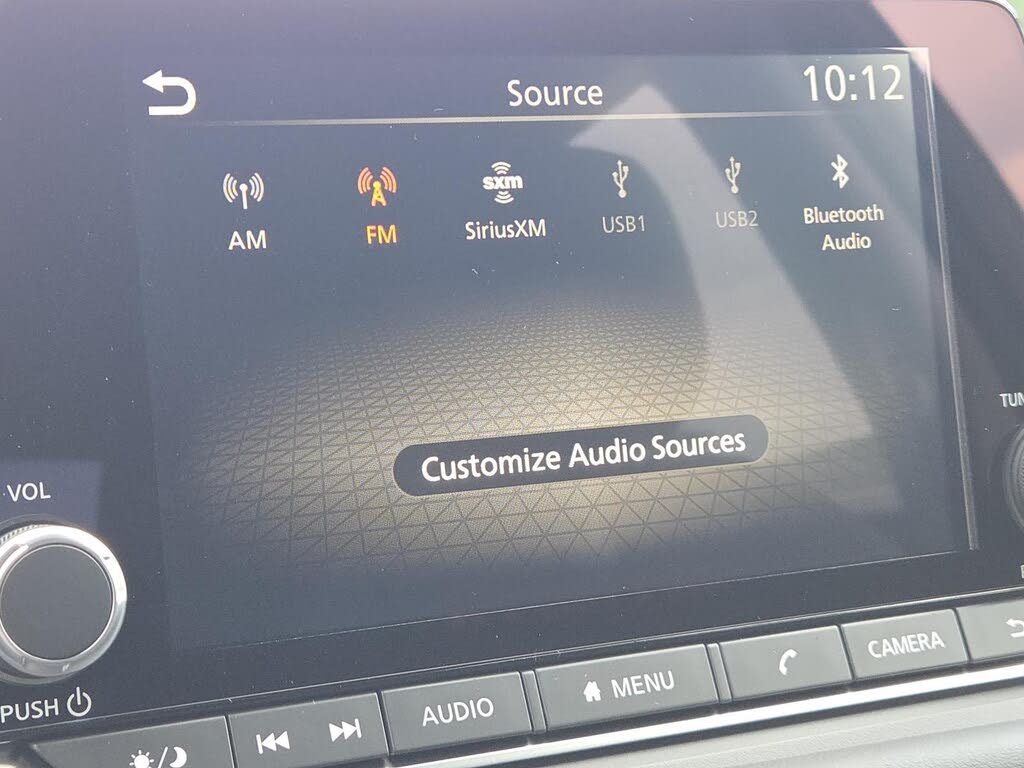 Source
10:12
AM
FM
sxm
SiriusXM
USB1
USB2
Bluetooth
Audio
Customize Audio Sources
VOL
PUSH
AUDIO
MENU
CAMERA